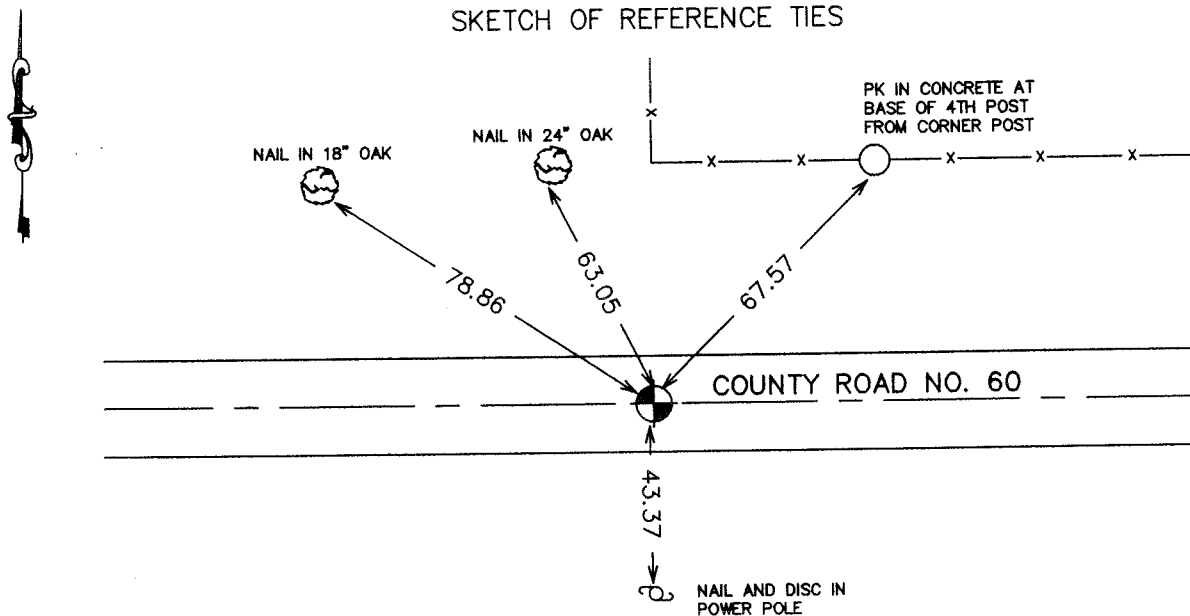 SKETCH OF REFERENCE TIES
PK IN CONCRETE AT
BASE OF 4TH POST
FROM CORNER POST
NAIL IN 24" OAK
NAIL IN 18" OAK
78.86
63.05
67.57
COUNTY ROAD NO. 60
43.37
NAIL AND DISC IN
POWER POLE